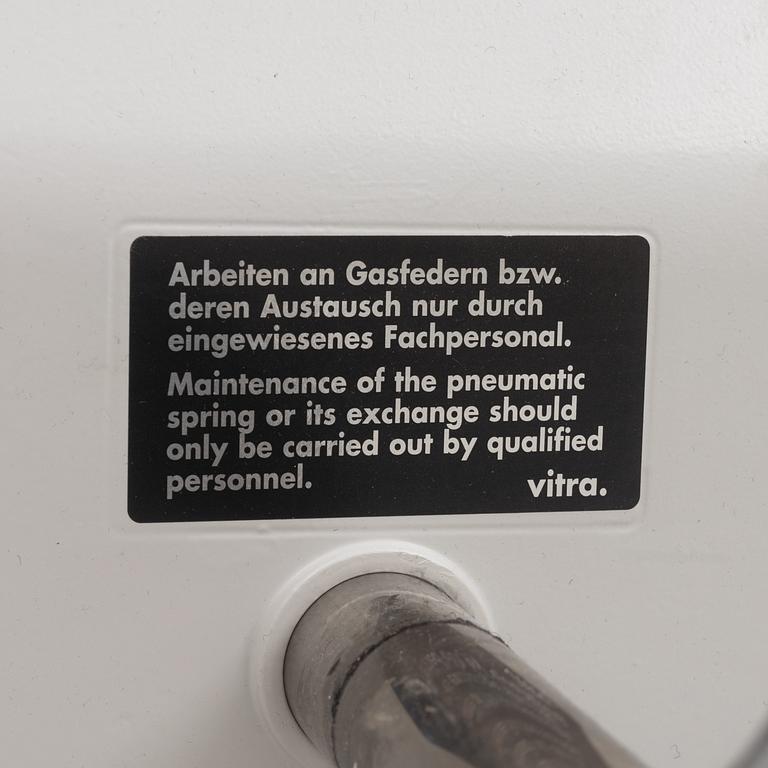 Arbeiten an Gasfedern bzw.
deren Austausch nur durch
eingewiesenes Fachpersonal.
Maintenance of the pneumatic
spring or its exchange should
only be carried out by qualified
personnel. vitra.